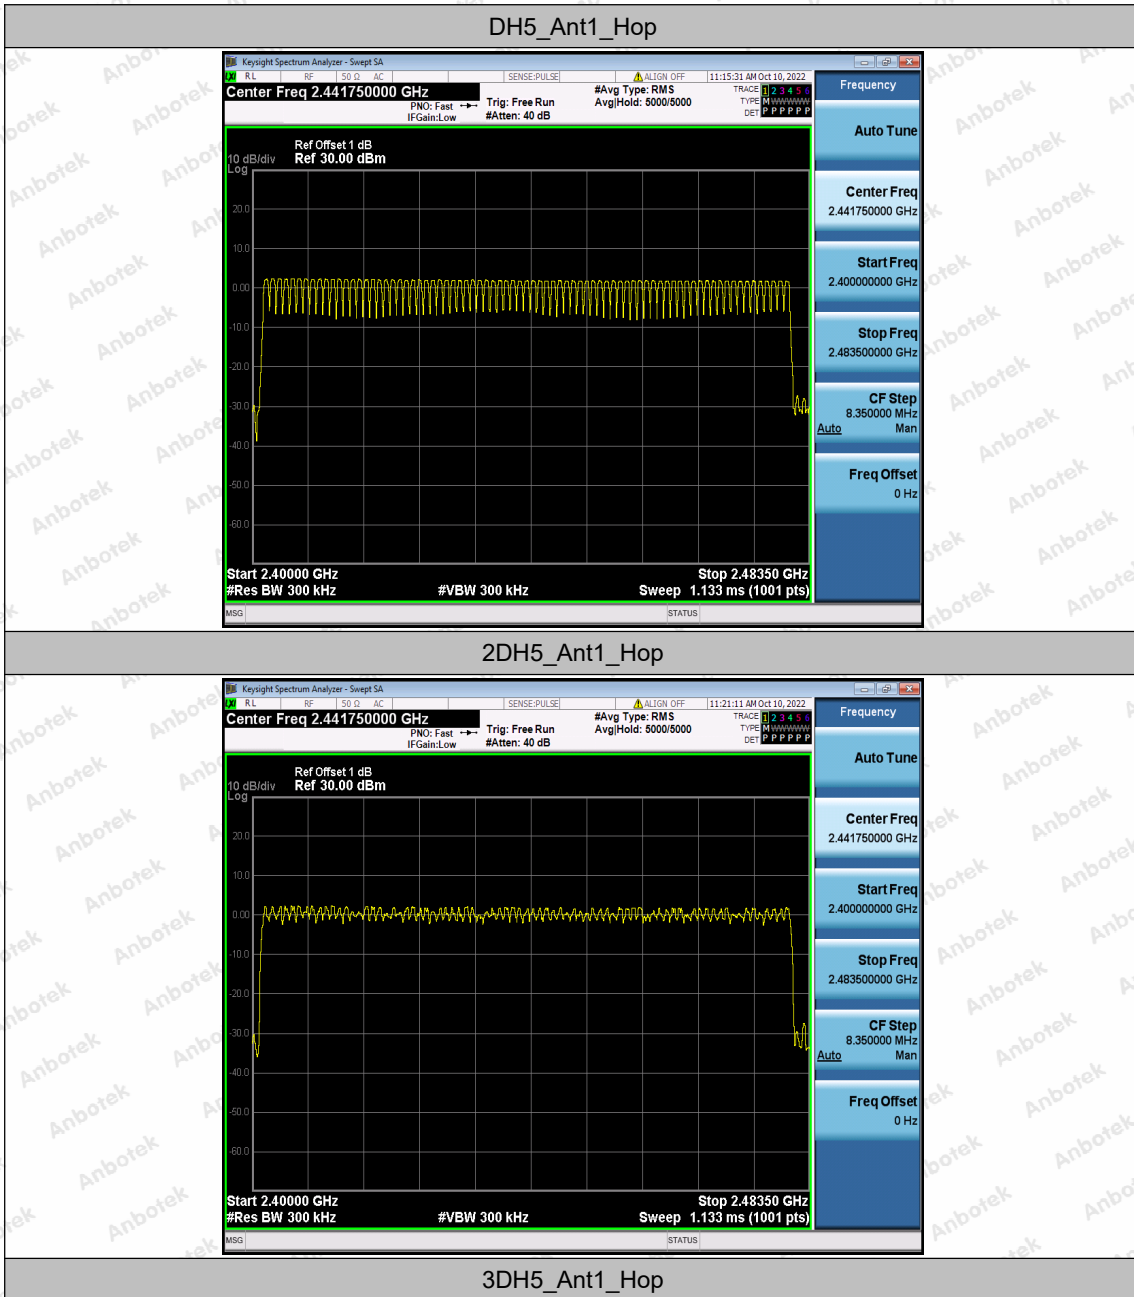 DH5_Ant1_Hop
Keysight Spectrum Analyzer - Swept SA
LXI RL RF 50 Ω AC SENSE:PULSE ALIGN OFF 11:15:31 AM Oct 10, 2022
Center Freq 2.441750000 GHz
PNO: Fast
IFGain:Low
Trig: Free Run
#Atten: 40 dB
#Avg Type: RMS
Avg|Hold: 5000/5000
TRACE 1 2 3 4 5 6
TYPE M W W W W W
DET P P P P P P
Frequency
Auto Tune
Center Freq
2.441750000 GHz
Start Freq
2.400000000 GHz
Stop Freq
2.483500000 GHz
CF Step
8.350000 MHz
Auto Man
Freq Offset
0 Hz
Ref Offset 1 dB
10 dB/div Ref 30.00 dBm
Log
20.0
10.0
0.00
-10.0
-20.0
-30.0
-40.0
-50.0
-60.0
Start 2.40000 GHz Stop 2.48350 GHz
#Res BW 300 kHz #VBW 300 kHz Sweep 1.133 ms (1001 pts)
MSG STATUS
2DH5_Ant1_Hop
Keysight Spectrum Analyzer - Swept SA
LXI RL RF 50 Ω AC SENSE:PULSE ALIGN OFF 11:21:11 AM Oct 10, 2022
Center Freq 2.441750000 GHz
PNO: Fast
IFGain:Low
Trig: Free Run
#Atten: 40 dB
#Avg Type: RMS
Avg|Hold: 5000/5000
TRACE 1 2 3 4 5 6
TYPE M W W W W W
DET P P P P P P
Frequency
Auto Tune
Center Freq
2.441750000 GHz
Start Freq
2.400000000 GHz
Stop Freq
2.483500000 GHz
CF Step
8.350000 MHz
Auto Man
Freq Offset
0 Hz
Ref Offset 1 dB
10 dB/div Ref 30.00 dBm
Log
20.0
10.0
0.00
-10.0
-20.0
-30.0
-40.0
-50.0
-60.0
Start 2.40000 GHz Stop 2.48350 GHz
#Res BW 300 kHz #VBW 300 kHz Sweep 1.133 ms (1001 pts)
MSG STATUS
3DH5_Ant1_Hop
Anbotek